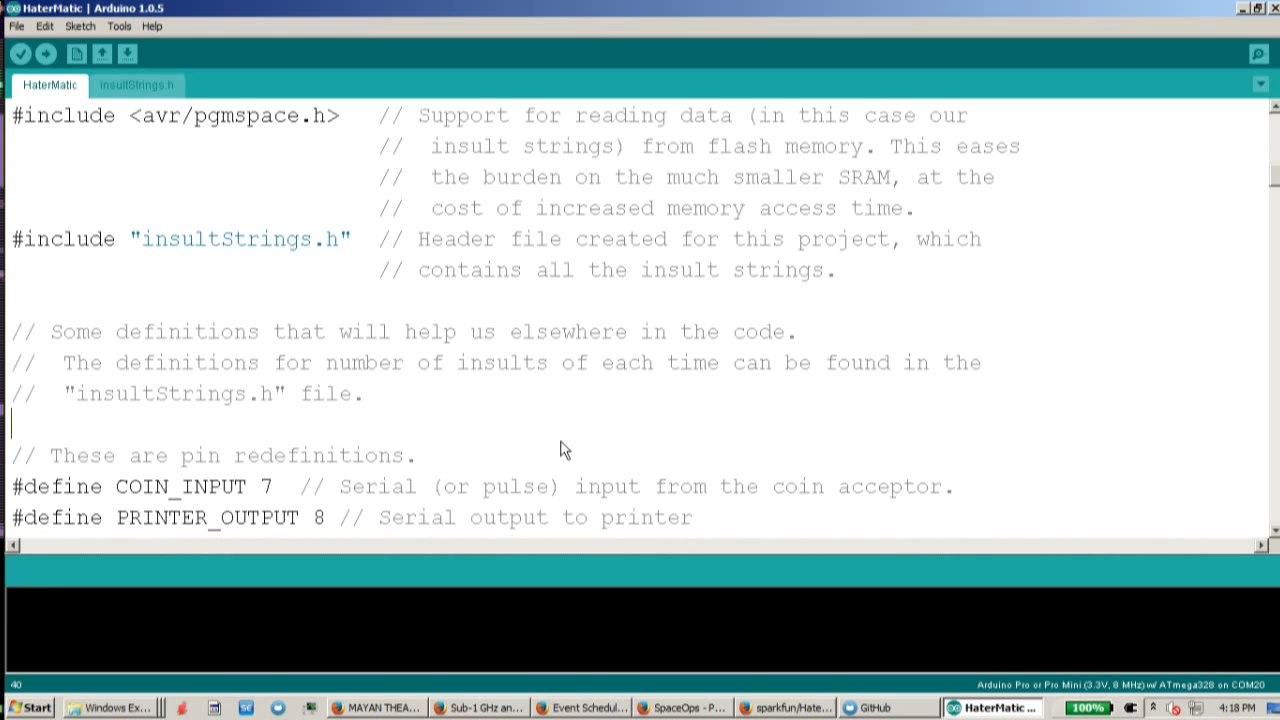 HaterMatic | Arduino 1.0.5
File Edit Sketch Tools Help
HaterMatic insultStrings.h
#include <avr/pgmspace.h> // Support for reading data (in this case our
// insult strings) from flash memory. This eases
// the burden on the much smaller SRAM, at the
// cost of increased memory access time.
#include "insultStrings.h" // Header file created for this project, which
// contains all the insult strings.
// Some definitions that will help us elsewhere in the code.
// The definitions for number of insults of each time can be found in the
// "insultStrings.h" file.
// These are pin redefinitions.
#define COIN_INPUT 7 // Serial (or pulse) input from the coin acceptor.
#define PRINTER_OUTPUT 8 // Serial output to printer
40 Arduino Pro or Pro Mini (3.3V, 8 MHz) w/ ATmega328 on COM20
Start Windows Ex... MAYAN THEA... Sub-1 GHz an... Event Schedul... SpaceOps - P... sparkfun/Hate... GitHub HaterMatic ... 100% 4:18 PM